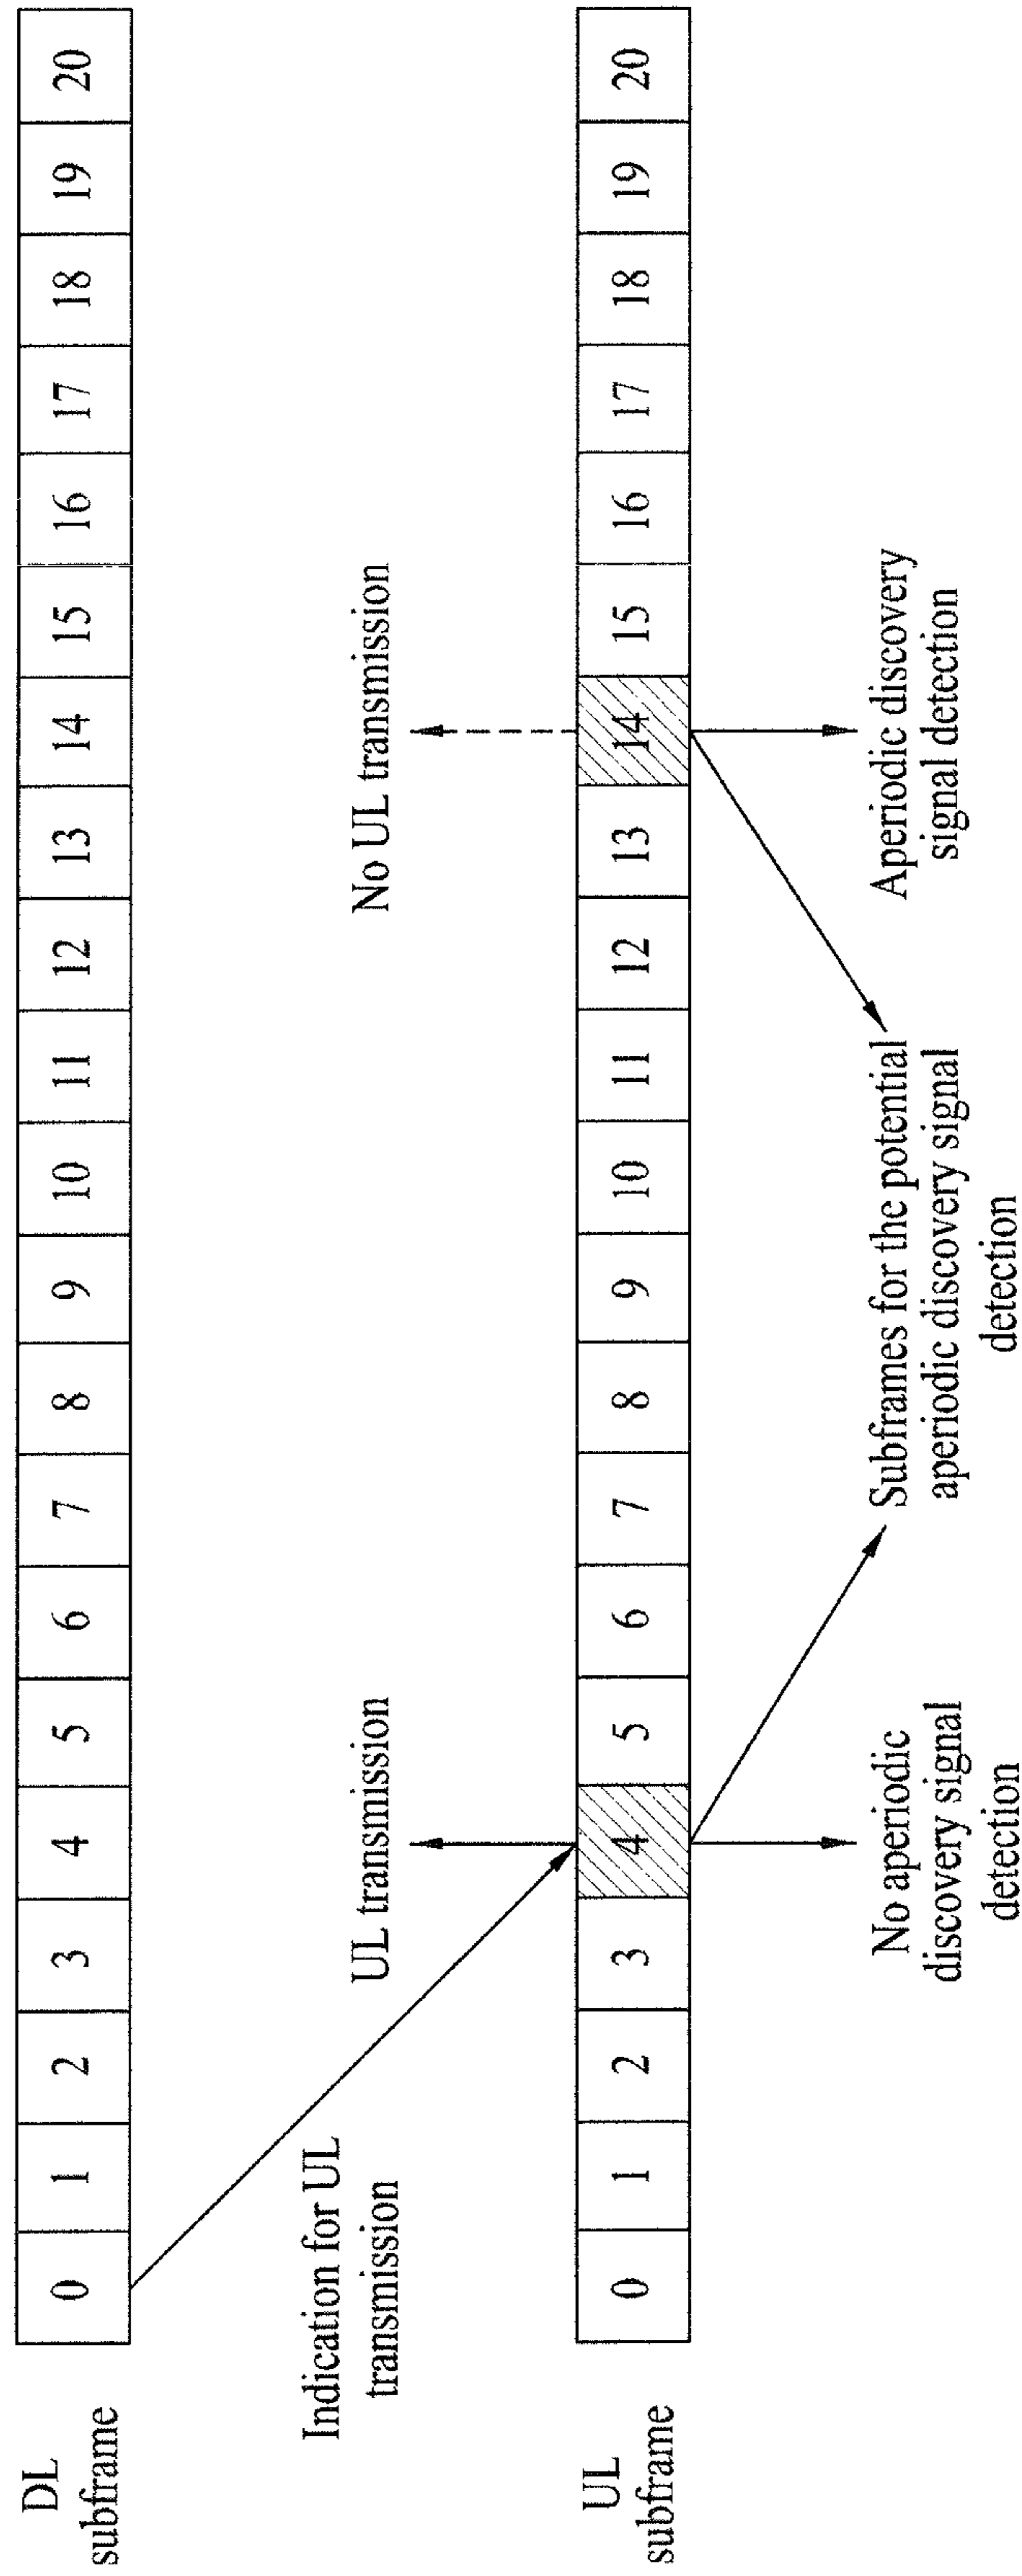 DL
subframe
0 1 2 3 4 5 6 7 8 9 10 11 12 13 14 15 16 17 18 19 20
Indication for UL
transmission
UL transmission
No UL transmission
UL
subframe
0 1 2 3 4 5 6 7 8 9 10 11 12 13 14 15 16 17 18 19 20
No aperiodic
discovery signal
detection
Subframes for the potential
aperiodic discovery signal
detection
Aperiodic discovery
signal detection